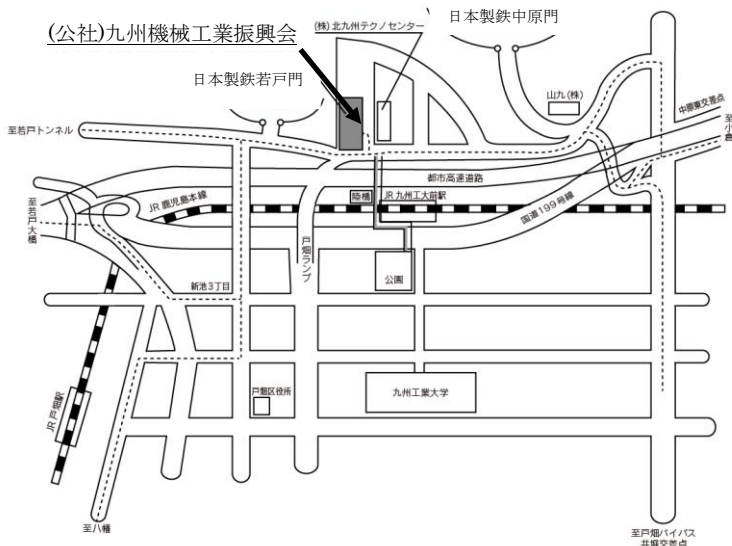 (公社)九州機械工業振興会
(株)北九州テクノセンター
日本製鉄中原門
日本製鉄若戸門
山九(株)
中原東交差点
至小倉
至若戸トンネル
都市高速道路
JR 鹿児島本線
陸橋
JR 九州工大前駅
国道199号線
至若戸大橋
戸畑ランプ
新池3丁目
公園
戸畑区役所
九州工業大学
JR 戸畑駅
至八幡
至戸畑バイパス
井堀交差点